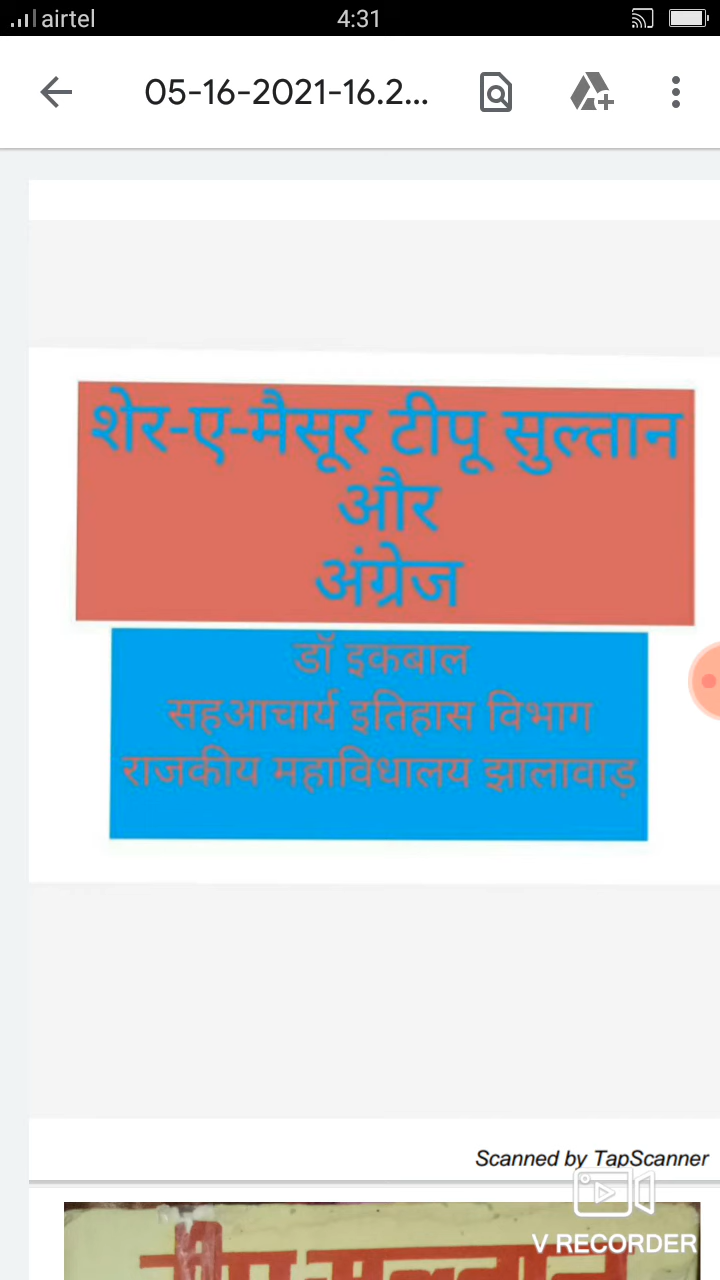 airtel
4:31
05-16-2021-16.2...
शेर-ए-मैसूर टीपू सुल्तान
और
अंग्रेज
डॉ इकबाल
सहआचार्य इतिहास विभाग
राजकीय महाविधालय झालावाड़
Scanned by TapScanner
V RECORDER